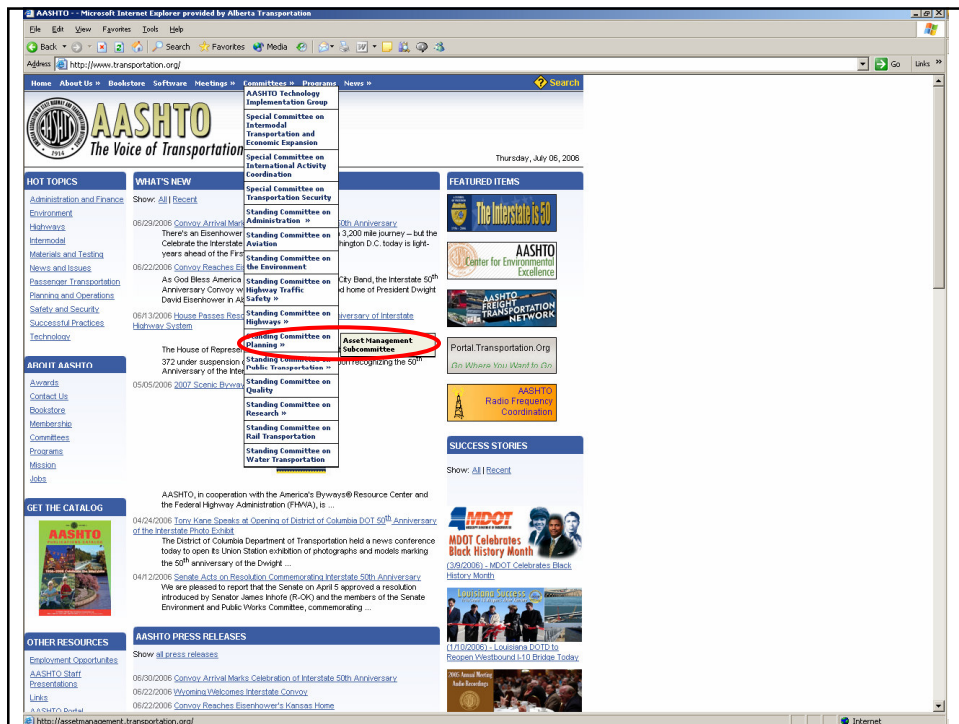 AASHTO - - Microsoft Internet Explorer provided by Alberta Transportation
File Edit View Favorites Tools Help
Back Search Favorites Media
Address http://www.transportation.org/ Go Links »
Home About Us » Bookstore Software Meetings » Committees » Programs News » Search
AASHTO
The Voice of Transportation
1914
Thursday, July 06, 2006
AASHTO Technology
Implementation Group
Special Committee on
Intermodal
Transportation and
Economic Expansion
Special Committee on
International Activity
Coordination
Special Committee on
Transportation Security
Standing Committee on
Administration »
Standing Committee on
Aviation
Standing Committee on
the Environment
Standing Committee on
Highway Traffic
Safety »
Standing Committee on
Highways »
Standing Committee on
Planning »
Asset Management
Subcommittee
Standing Committee on
Public Transportation »
Standing Committee on
Quality
Standing Committee on
Research »
Standing Committee on
Rail Transportation
Standing Committee on
Water Transportation
HOT TOPICS
Administration and Finance
Environment
Highways
Intermodal
Materials and Testing
News and Issues
Passenger Transportation
Planning and Operations
Safety and Security
Successful Practices
Technology
ABOUT AASHTO
Awards
Contact Us
Bookstore
Membership
Committees
Programs
Mission
Jobs
GET THE CATALOG
AASHTO
OTHER RESOURCES
Employment Opportunites
AASHTO Staff
Presentations
Links
AASHTO Portal
WHAT'S NEW
Show: All | Recent
06/29/2006 Convoy Arrival Mark 50th Anniversary
There's an Eisenhower 3,200 mile journey – but the
Celebrate the Interstate hington D.C. today is light-
years ahead of the Firs
06/22/2006 Convoy Reaches Eis
As God Bless America City Band, the Interstate 50th
Anniversary Convoy w d home of President Dwight
David Eisenhower in Ab
06/13/2006 House Passes Reso iversary of Interstate
Highway System
The House of Represe
372 under suspension o on recognizing the 50th
Anniversary of the Inter
05/05/2006 2007 Scenic Byway
AASHTO, in cooperation with the America's Byways® Resource Center and
the Federal Highway Administration (FHWA), is ...
04/24/2006 Tony Kane Speaks at Opening of District of Columbia DOT 50th Anniversary
of the Interstate Photo Exhibit
The District of Columbia Department of Transportation held a news conference
today to open its Union Station exhibition of photographs and models marking
the 50th anniversary of the Dwight ...
04/12/2006 Senate Acts on Resolution Commemorating Interstate 50th Anniversary
We are pleased to report that the Senate on April 5 approved a resolution
introduced by Senator James Inhofe (R-OK) and the members of the Senate
Environment and Public Works Committee, commemorating ...
AASHTO PRESS RELEASES
Show all press releases
06/30/2006 Convoy Arrival Marks Celebration of Interstate 50th Anniversary
06/22/2006 Wyoming Welcomes Interstate Convoy
06/22/2006 Convoy Reaches Eisenhower's Kansas Home
FEATURED ITEMS
The Interstate is 50
AASHTO
Center for Environmental
Excellence
AASHTO
FREIGHT
TRANSPORTATION
NETWORK
Portal.Transportation.Org
Go Where You Want to Go
AASHTO
Radio Frequency
Coordination
SUCCESS STORIES
Show: All | Recent
MDOT
MDOT Celebrates
Black History Month
(3/9/2006) - MDOT Celebrates Black
History Month
Louisiana Success
(1/10/2006) - Louisiana DOTD to
Reopen Westbound I-10 Bridge Today
2005 Annual Meeting
Audio Recordings
http://assetmanagement.transportation.org/ Internet